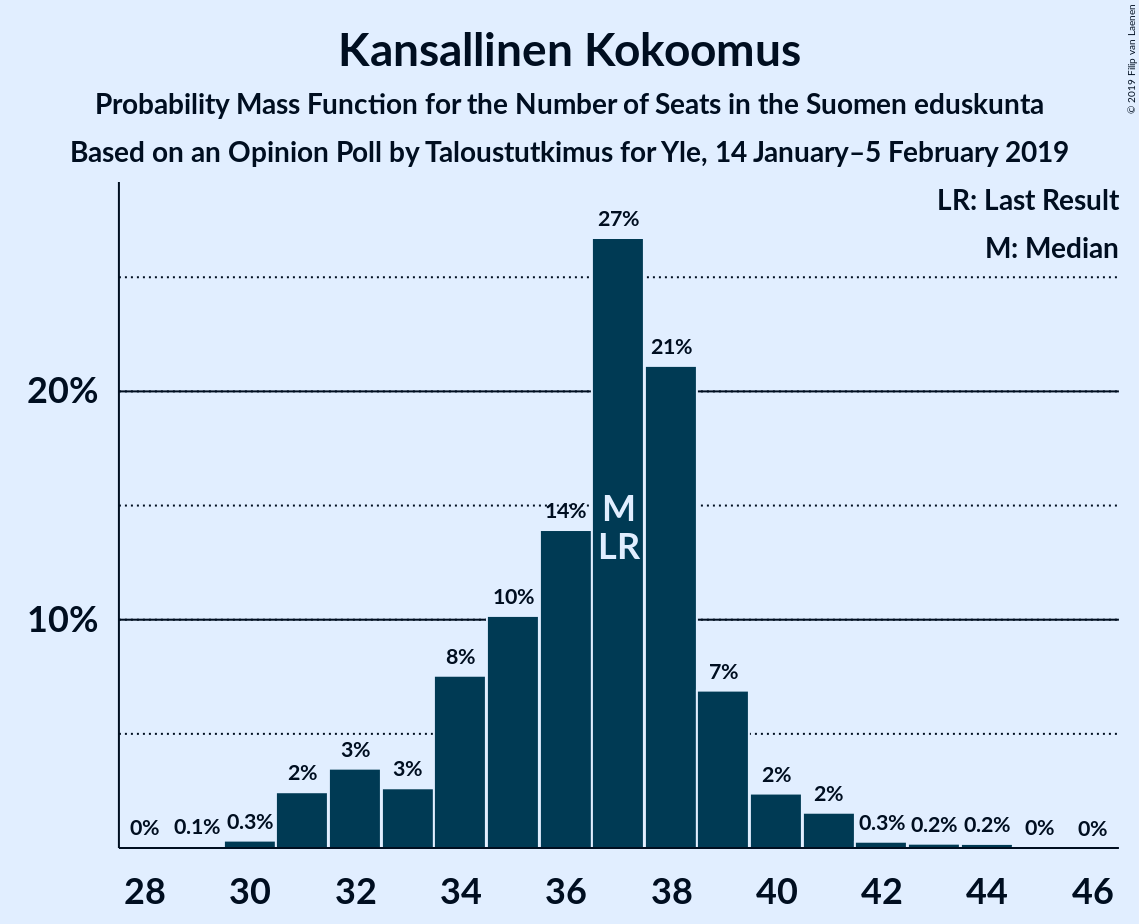 Kansallinen Kokoomus
Probability Mass Function for the Number of Seats in the Suomen eduskunta
Based on an Opinion Poll by Taloustutkimus for Yle, 14 January–5 February 2019
© 2019 Filip van Laenen
LR: Last Result
M: Median
20%
10%
0%
0.1%
0.3%
2%
3%
3%
8%
10%
14%
27%
21%
7%
2%
2%
0.3%
0.2%
0.2%
0%
0%
M
LR
28 30 32 34 36 38 40 42 44 46